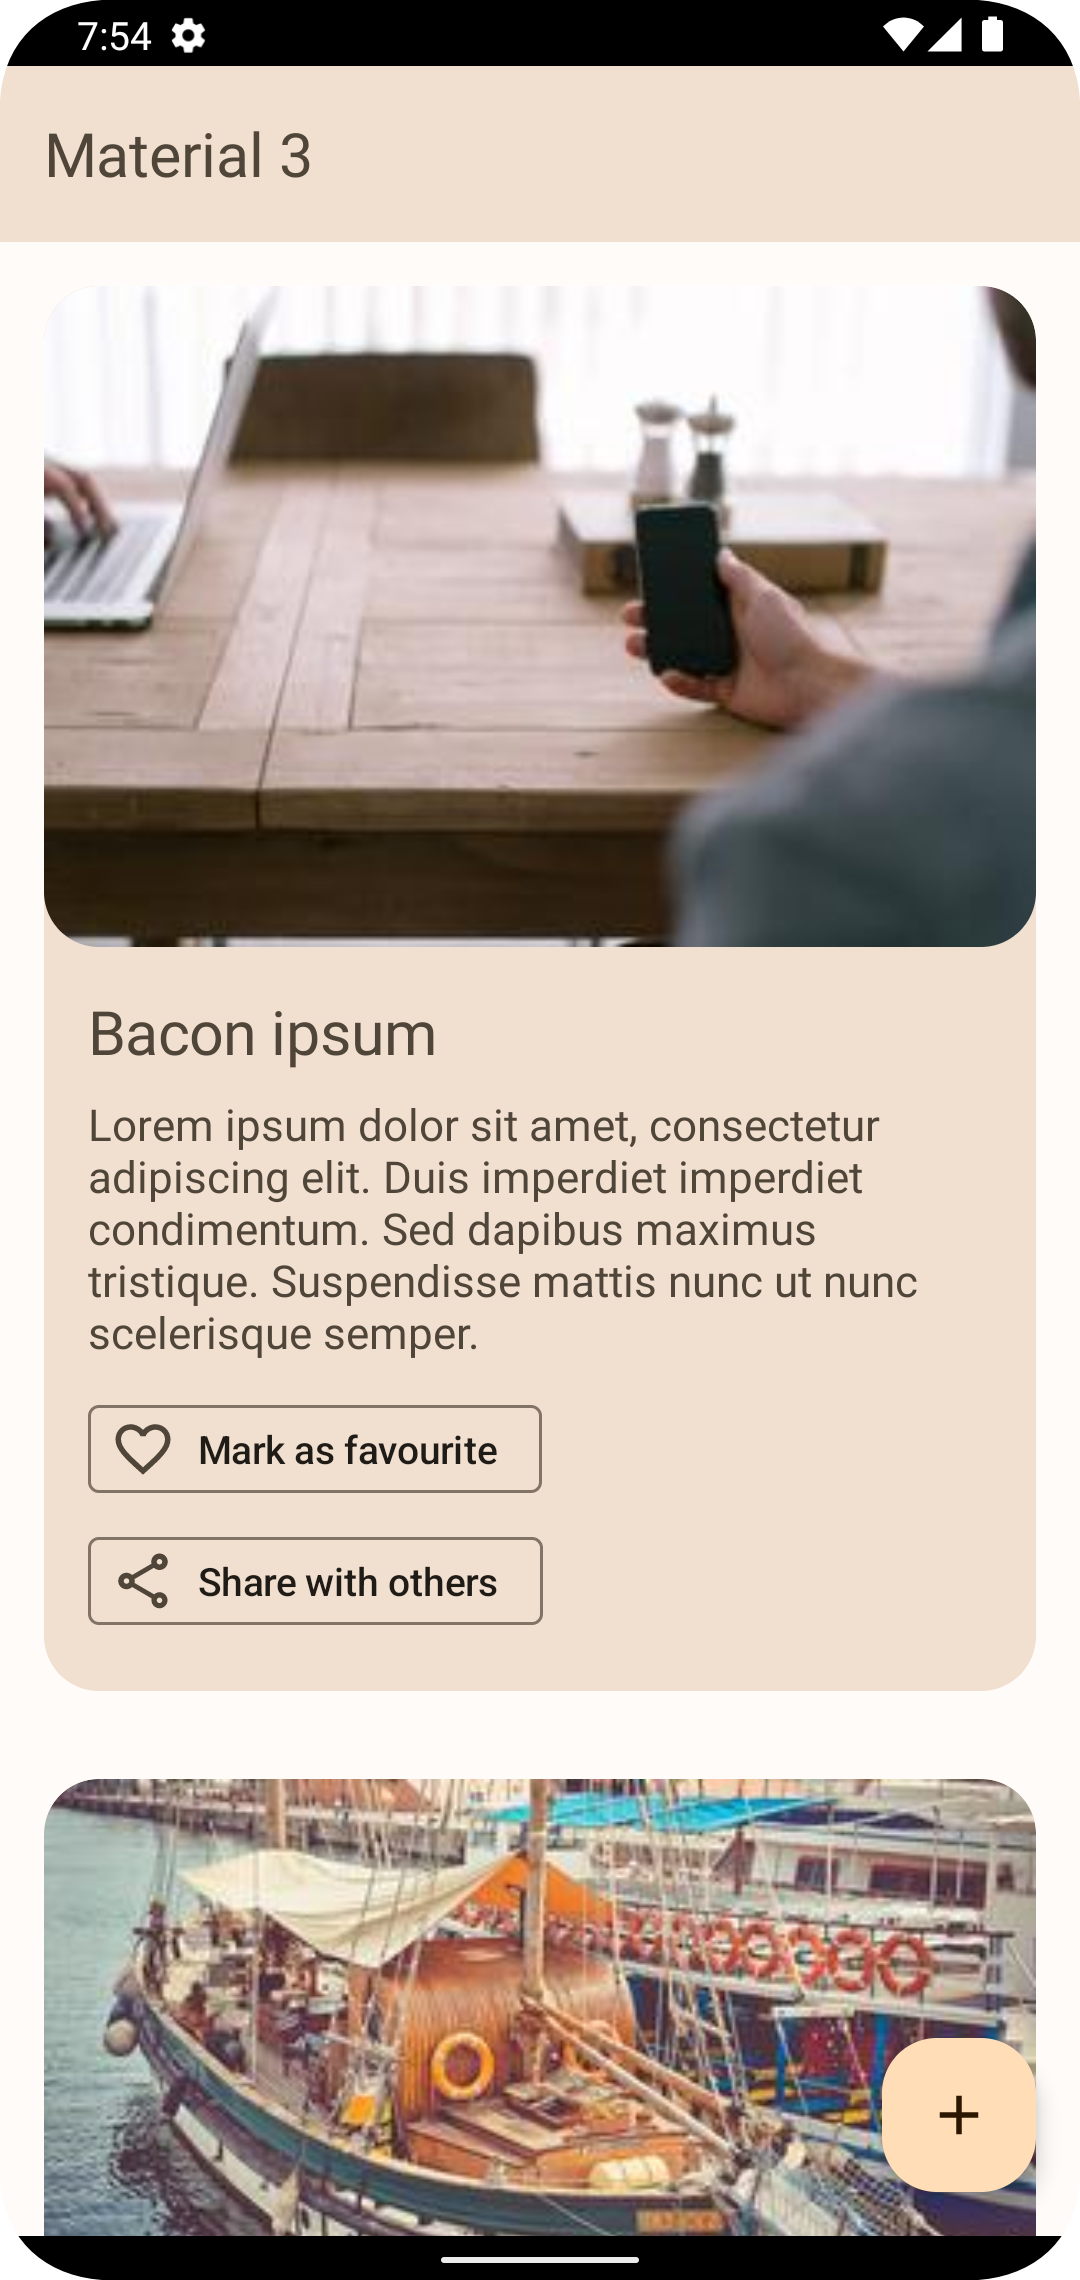 7:54
Material 3
Bacon ipsum
Lorem ipsum dolor sit amet, consectetur
adipiscing elit. Duis imperdiet imperdiet
condimentum. Sed dapibus maximus
tristique. Suspendisse mattis nunc ut nunc
scelerisque semper.
Mark as favourite
Share with others